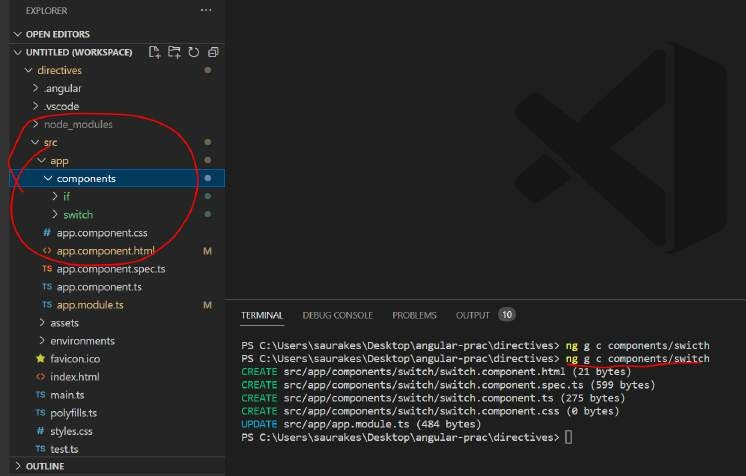 EXPLORER
OPEN EDITORS
UNTITLED (WORKSPACE)
directives
.angular
.vscode
node_modules
src
app
components
if
switch
# app.component.css
<> app.component.html M
TS app.component.spec.ts
TS app.component.ts
TS app.module.ts M
assets
environments
favicon.ico
<> index.html
TS main.ts
TS polyfills.ts
# styles.css
TS test.ts
OUTLINE
TERMINAL DEBUG CONSOLE PROBLEMS OUTPUT 10
PS C:\Users\saurakes\Desktop\angular-prac\directives> ng g c components/swicth
PS C:\Users\saurakes\Desktop\angular-prac\directives> ng g c components/switch
CREATE src/app/components/switch/switch.component.html (21 bytes)
CREATE src/app/components/switch/switch.component.spec.ts (599 bytes)
CREATE src/app/components/switch/switch.component.ts (275 bytes)
CREATE src/app/components/switch/switch.component.css (0 bytes)
UPDATE src/app/app.module.ts (484 bytes)
PS C:\Users\saurakes\Desktop\angular-prac\directives>